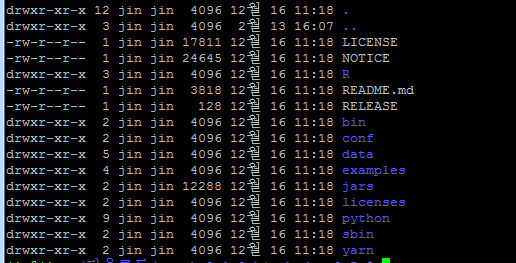 drwxr-xr-x 12 jin jin  4096 12월 16 11:18 .
drwxr-xr-x  3 jin jin  4096  2월 13 16:07 ..
-rw-r--r--  1 jin jin 17811 12월 16 11:18 LICENSE
-rw-r--r--  1 jin jin 24645 12월 16 11:18 NOTICE
drwxr-xr-x  3 jin jin  4096 12월 16 11:18 R
-rw-r--r--  1 jin jin  3818 12월 16 11:18 README.md
-rw-r--r--  1 jin jin   128 12월 16 11:18 RELEASE
drwxr-xr-x  2 jin jin  4096 12월 16 11:18 bin
drwxr-xr-x  2 jin jin  4096 12월 16 11:18 conf
drwxr-xr-x  5 jin jin  4096 12월 16 11:18 data
drwxr-xr-x  4 jin jin  4096 12월 16 11:18 examples
drwxr-xr-x  2 jin jin 12288 12월 16 11:18 jars
drwxr-xr-x  2 jin jin  4096 12월 16 11:18 licenses
drwxr-xr-x  9 jin jin  4096 12월 16 11:18 python
drwxr-xr-x  2 jin jin  4096 12월 16 11:18 sbin
drwxr-xr-x  2 jin jin  4096 12월 16 11:18 yarn